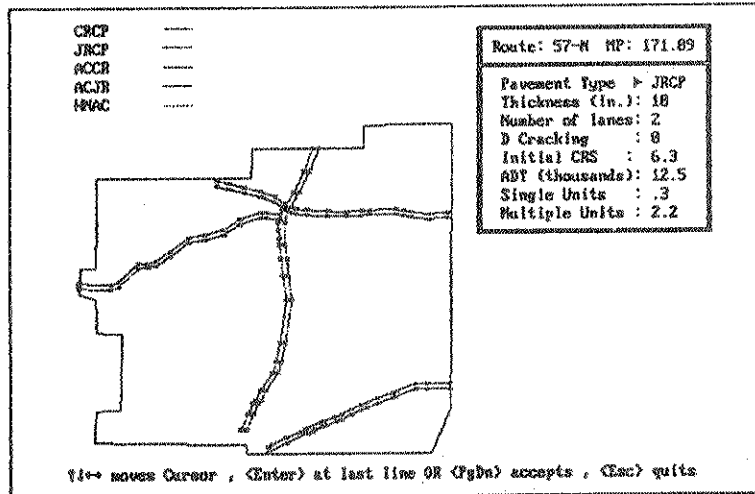 CRCP
JRCP
ACCR
ACJR
HMAC
Route: 57-N MP: 171.89
Pavement Type ► JRCP
Thickness (In.): 10
Number of lanes: 2
D Cracking : 0
Initial CRS : 6.3
ADT (thousands): 12.5
Single Units : .3
Multiple Units : 2.2
↑↓↔ moves Cursor , <Enter> at last line OR <PgDn> accepts , <Esc> quits